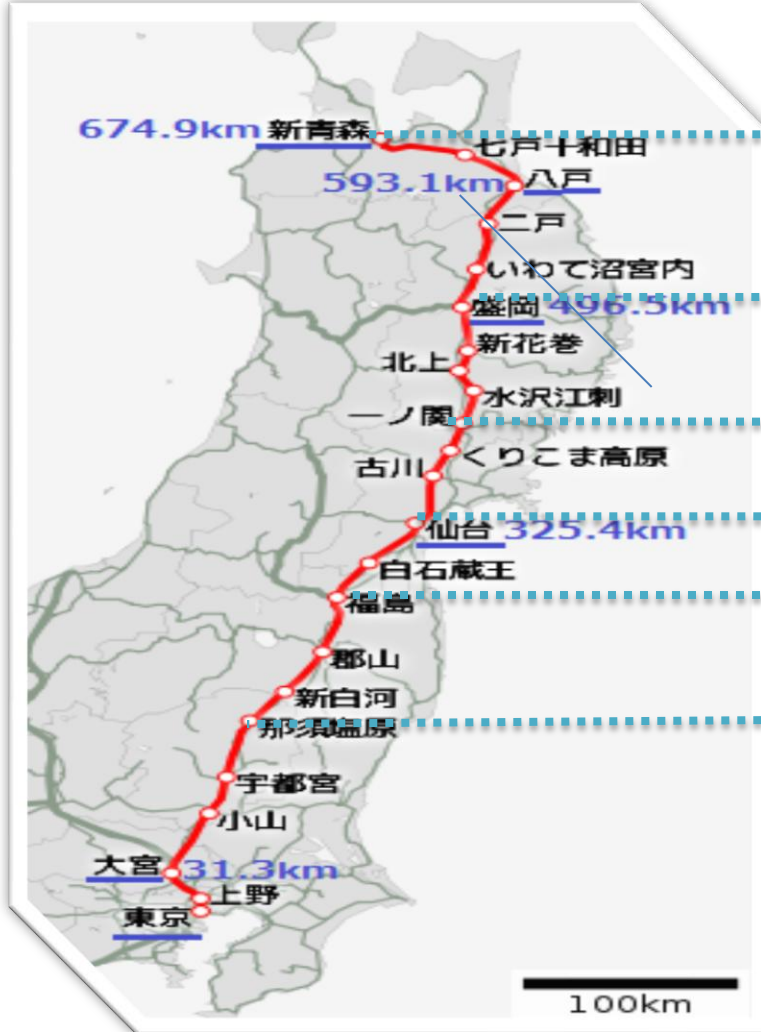 674.9km 新青森
七戸十和田
593.1km 八戸
二戸
いわて沼宮内
盛岡 496.5km
新花巻
北上
水沢江刺
一ノ関
くりこま高原
古川
仙台 325.4km
白石蔵王
福島
郡山
新白河
那須塩原
宇都宮
小山
大宮 31.3km
上野
東京
100km